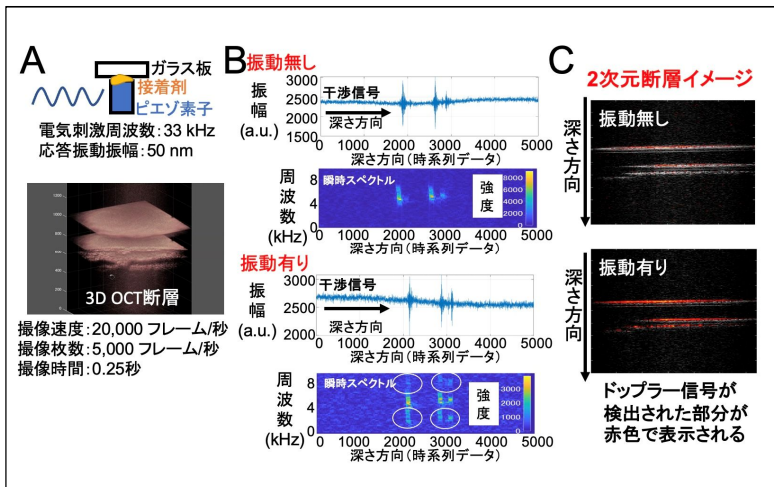 A
ガラス板
接着剤
ピエゾ素子
電気刺激周波数:33 kHz
応答振動振幅:50 nm
3D OCT断層
撮像速度:20,000 フレーム/秒
撮像枚数:5,000 フレーム/秒
撮像時間:0.25秒
B
振動無し
振幅
(a.u.)
3000
2500
2000
1500
干渉信号
深さ方向
0 1000 2000 3000 4000 5000
深さ方向(時系列データ)
周波数
(kHz)
8
4
0
瞬時スペクトル
強度
8000
6000
4000
2000
0
0 1000 2000 3000 4000 5000
深さ方向(時系列データ)
振動有り
振幅
(a.u.)
3000
2500
2000
干渉信号
深さ方向
0 1000 2000 3000 4000 5000
深さ方向(時系列データ)
周波数
(kHz)
8
4
0
瞬時スペクトル
強度
3000
2000
1000
0
0 1000 2000 3000 4000 5000
深さ方向(時系列データ)
C
2次元断層イメージ
深さ方向
振動無し
深さ方向
振動有り
ドップラー信号が
検出された部分が
赤色で表示される